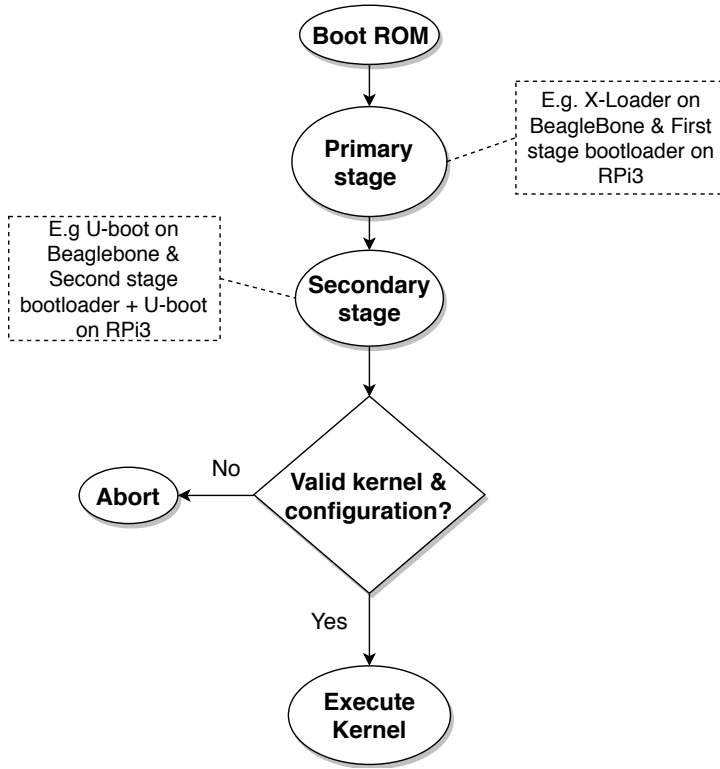 Boot ROM
E.g. X-Loader on
BeagleBone & First
stage bootloader on
RPi3
Primary
stage
E.g U-boot on
Beaglebone &
Second stage
bootloader + U-boot
on RPi3
Secondary
stage
Valid kernel &
configuration?
No
Abort
Yes
Execute
Kernel